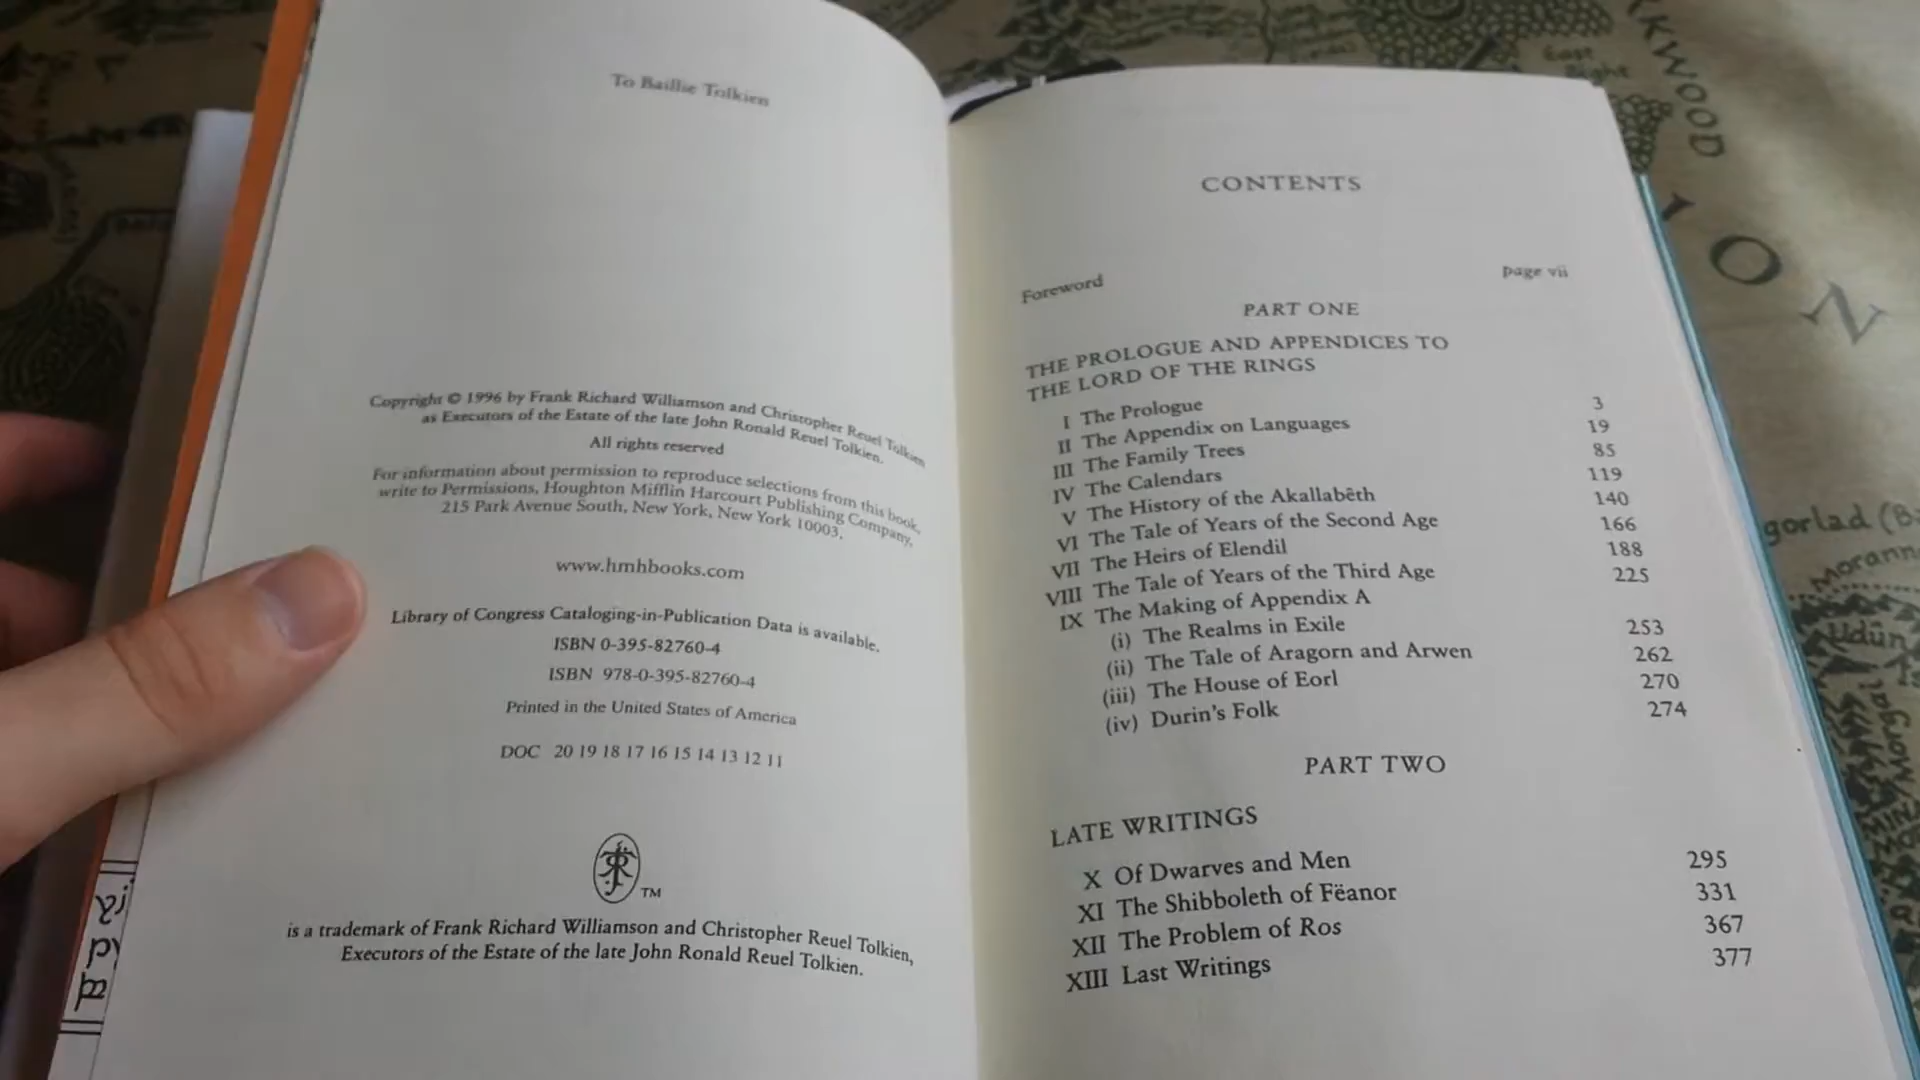 To Baillie Tolkien
Copyright © 1996 by Frank Richard Williamson and Christopher Reuel Tolkien
as Executors of the Estate of the late John Ronald Reuel Tolkien.
All rights reserved
For information about permission to reproduce selections from this book,
write to Permissions, Houghton Mifflin Harcourt Publishing Company,
215 Park Avenue South, New York, New York 10003.
www.hmhbooks.com
Library of Congress Cataloging-in-Publication Data is available.
ISBN 0-395-82760-4
ISBN 978-0-395-82760-4
Printed in the United States of America
DOC 20 19 18 17 16 15 14 13 12 11
TM
is a trademark of Frank Richard Williamson and Christopher Reuel Tolkien,
Executors of the Estate of the late John Ronald Reuel Tolkien.
CONTENTS
Foreword page vii
PART ONE
THE PROLOGUE AND APPENDICES TO
THE LORD OF THE RINGS
I The Prologue 3
II The Appendix on Languages 19
III The Family Trees 85
IV The Calendars 119
V The History of the Akallabêth 140
VI The Tale of Years of the Second Age 166
VII The Heirs of Elendil 188
VIII The Tale of Years of the Third Age 225
IX The Making of Appendix A
(i) The Realms in Exile 253
(ii) The Tale of Aragorn and Arwen 262
(iii) The House of Eorl 270
(iv) Durin's Folk 274
PART TWO
LATE WRITINGS
X Of Dwarves and Men 295
XI The Shibboleth of Fëanor 331
XII The Problem of Ros 367
XIII Last Writings 377
East
KWOOD
I O N
gorlad
Morann
Udûn
Morgai